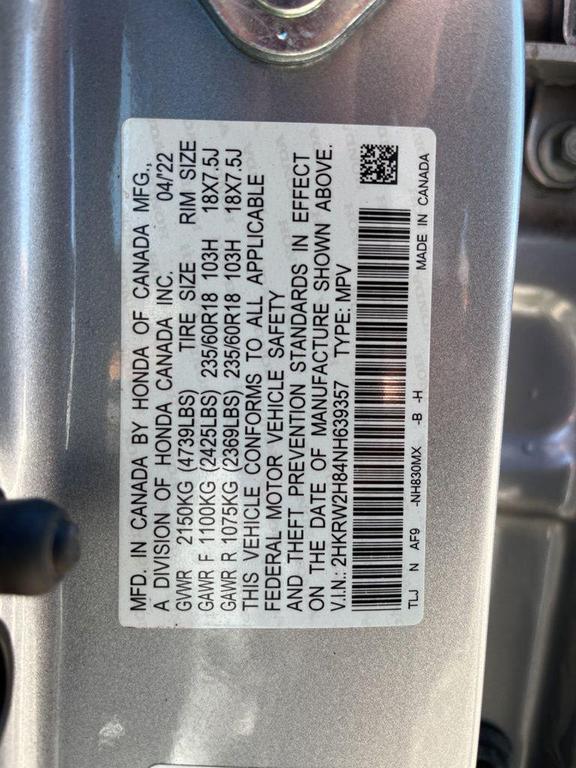 MFD. IN CANADA BY HONDA OF CANADA MFG.,
A DIVISION OF HONDA CANADA INC. 04/22
GVWR 2150KG (4739LBS) TIRE SIZE RIM SIZE
GAWR F 1100KG (2425LBS) 235/60R18 103H 18X7.5J
GAWR R 1075KG (2369LBS) 235/60R18 103H 18X7.5J
THIS VEHICLE CONFORMS TO ALL APPLICABLE
FEDERAL MOTOR VEHICLE SAFETY
AND THEFT PREVENTION STANDARDS IN EFFECT
ON THE DATE OF MANUFACTURE SHOWN ABOVE.
V.I.N.: 2HKRW2H84NH639357 TYPE: MPV
TLJ N AF9 -NH830MX -B -H MADE IN CANADA